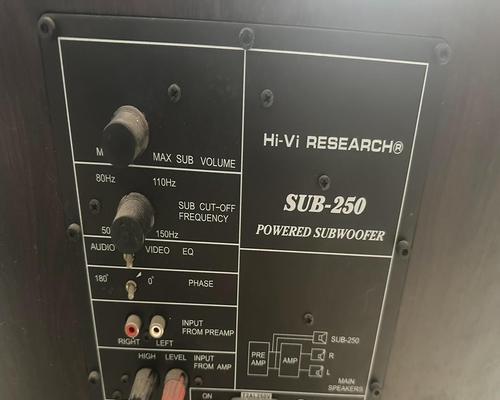 MAX SUB VOLUME
80Hz 110Hz
SUB CUT-OFF
FREQUENCY
50 150Hz
AUDIO VIDEO EQ
180° 0° PHASE
INPUT
FROM PREAMP
RIGHT LEFT
HIGH LEVEL INPUT
FROM AMP
Hi-Vi RESEARCH®
SUB-250
POWERED SUBWOOFER
SUB-250
PRE
AMP
AMP
R
L
MAIN
SPEAKERS
ON